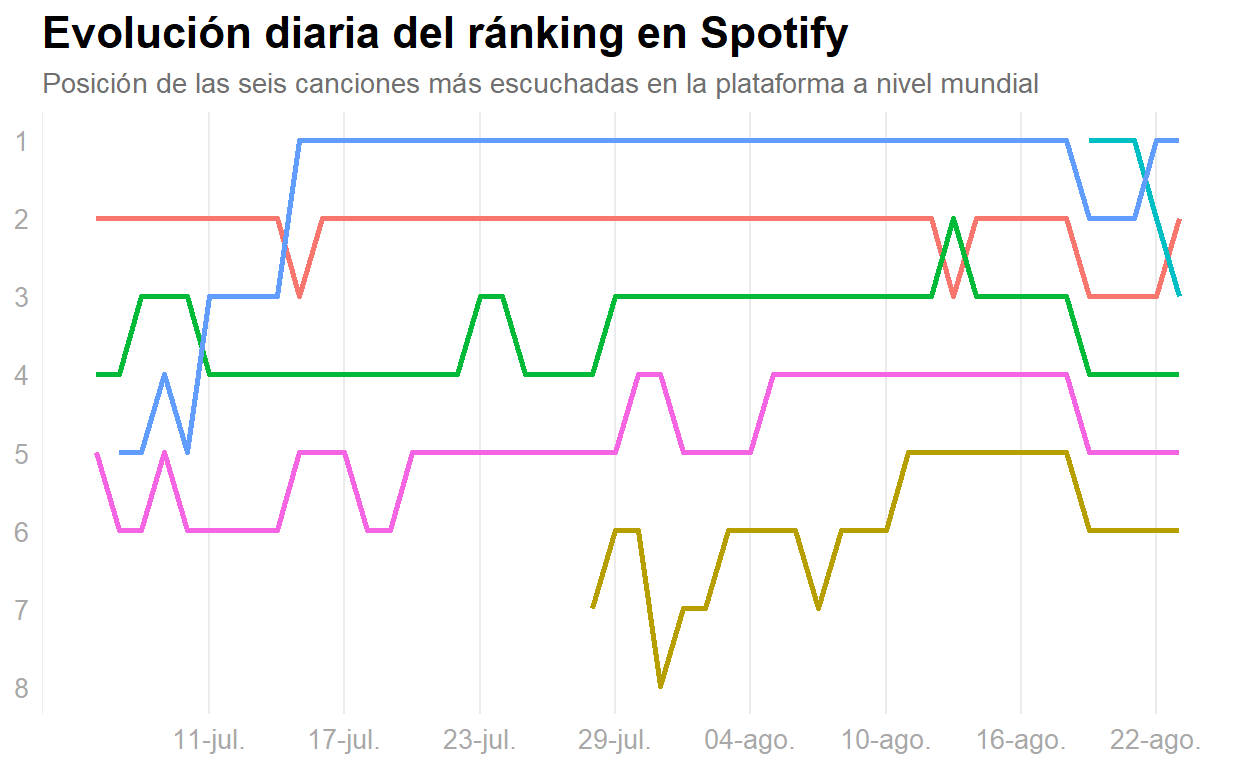 Evolución diaria del ránking en Spotify
Posición de las seis canciones más escuchadas en la plataforma a nivel mundial
1
2
3
4
5
6
7
8
11-jul. 17-jul. 23-jul. 29-jul. 04-ago. 10-ago. 16-ago. 22-ago.